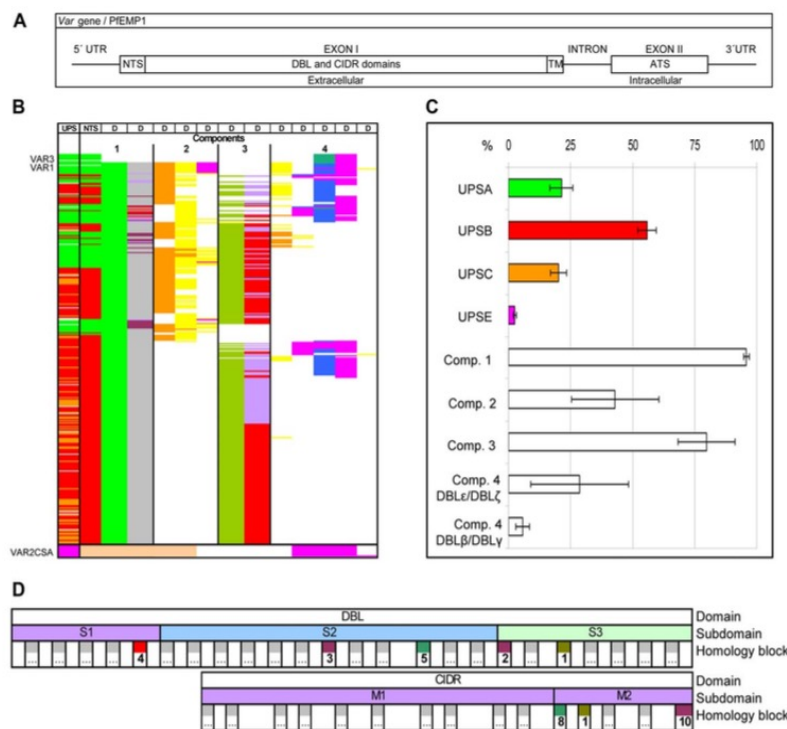 A
Var gene / PfEMP1
5´ UTR EXON I INTRON EXON II 3´UTR
NTS DBL and CIDR domains TM ATS
Extracellular Intracellular
B
UPS NTS D D D D D D D D D D D
Components
1 2 3 4
VAR3
VAR1
VAR2CSA
C
% 0 25 50 75 100
UPSA
UPSB
UPSC
UPSE
Comp. 1
Comp. 2
Comp. 3
Comp. 4
DBLε/DBLζ
Comp. 4
DBLβ/DBLγ
D
DBL Domain
S1 S2 S3 Subdomain
... ... ... ... 4 ... ... ... ... ... 3 ... ... ... 5 ... ... 2 ... 1 ... ... ... ... Homology block
CIDR Domain
M1 M2 Subdomain
... ... ... ... ... ... ... ... 8 1 ... ... 10 Homology block